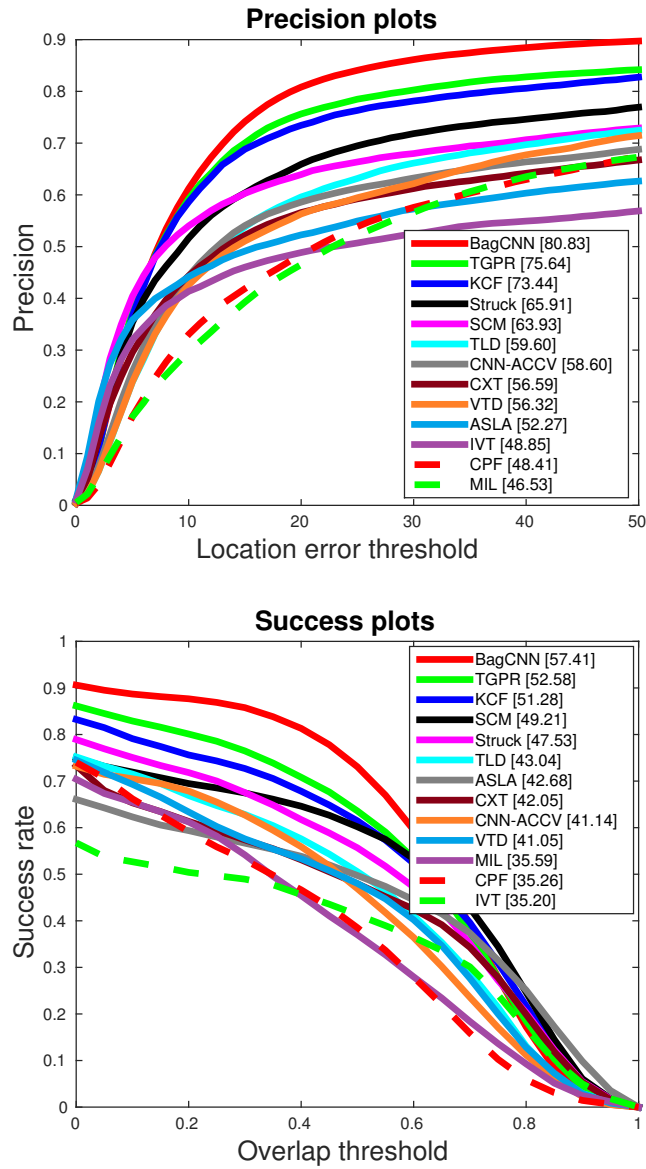 Precision plots
0.9
0.8
0.7
0.6
0.5
0.4
0.3
0.2
0.1
0
Precision
BagCNN [80.83]
TGPR [75.64]
KCF [73.44]
Struck [65.91]
SCM [63.93]
TLD [59.60]
CNN-ACCV [58.60]
CXT [56.59]
VTD [56.32]
ASLA [52.27]
IVT [48.85]
CPF [48.41]
MIL [46.53]
0 10 20 30 40 50
Location error threshold
Success plots
1
0.9
0.8
0.7
0.6
0.5
0.4
0.3
0.2
0.1
0
Success rate
BagCNN [57.41]
TGPR [52.58]
KCF [51.28]
SCM [49.21]
Struck [47.53]
TLD [43.04]
ASLA [42.68]
CXT [42.05]
CNN-ACCV [41.14]
VTD [41.05]
MIL [35.59]
CPF [35.26]
IVT [35.20]
0 0.2 0.4 0.6 0.8 1
Overlap threshold